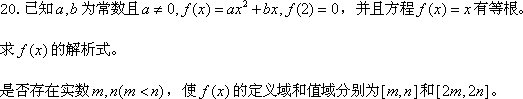 20. 已知a,b为常数且a≠0, f(x)=ax²+bx, f(2)=0，并且方程f(x)=x有等根。
求f(x)的解析式。
是否存在实数m,n(m<n)，使f(x)的定义域和值域分别为[m,n]和[2m,2n]。